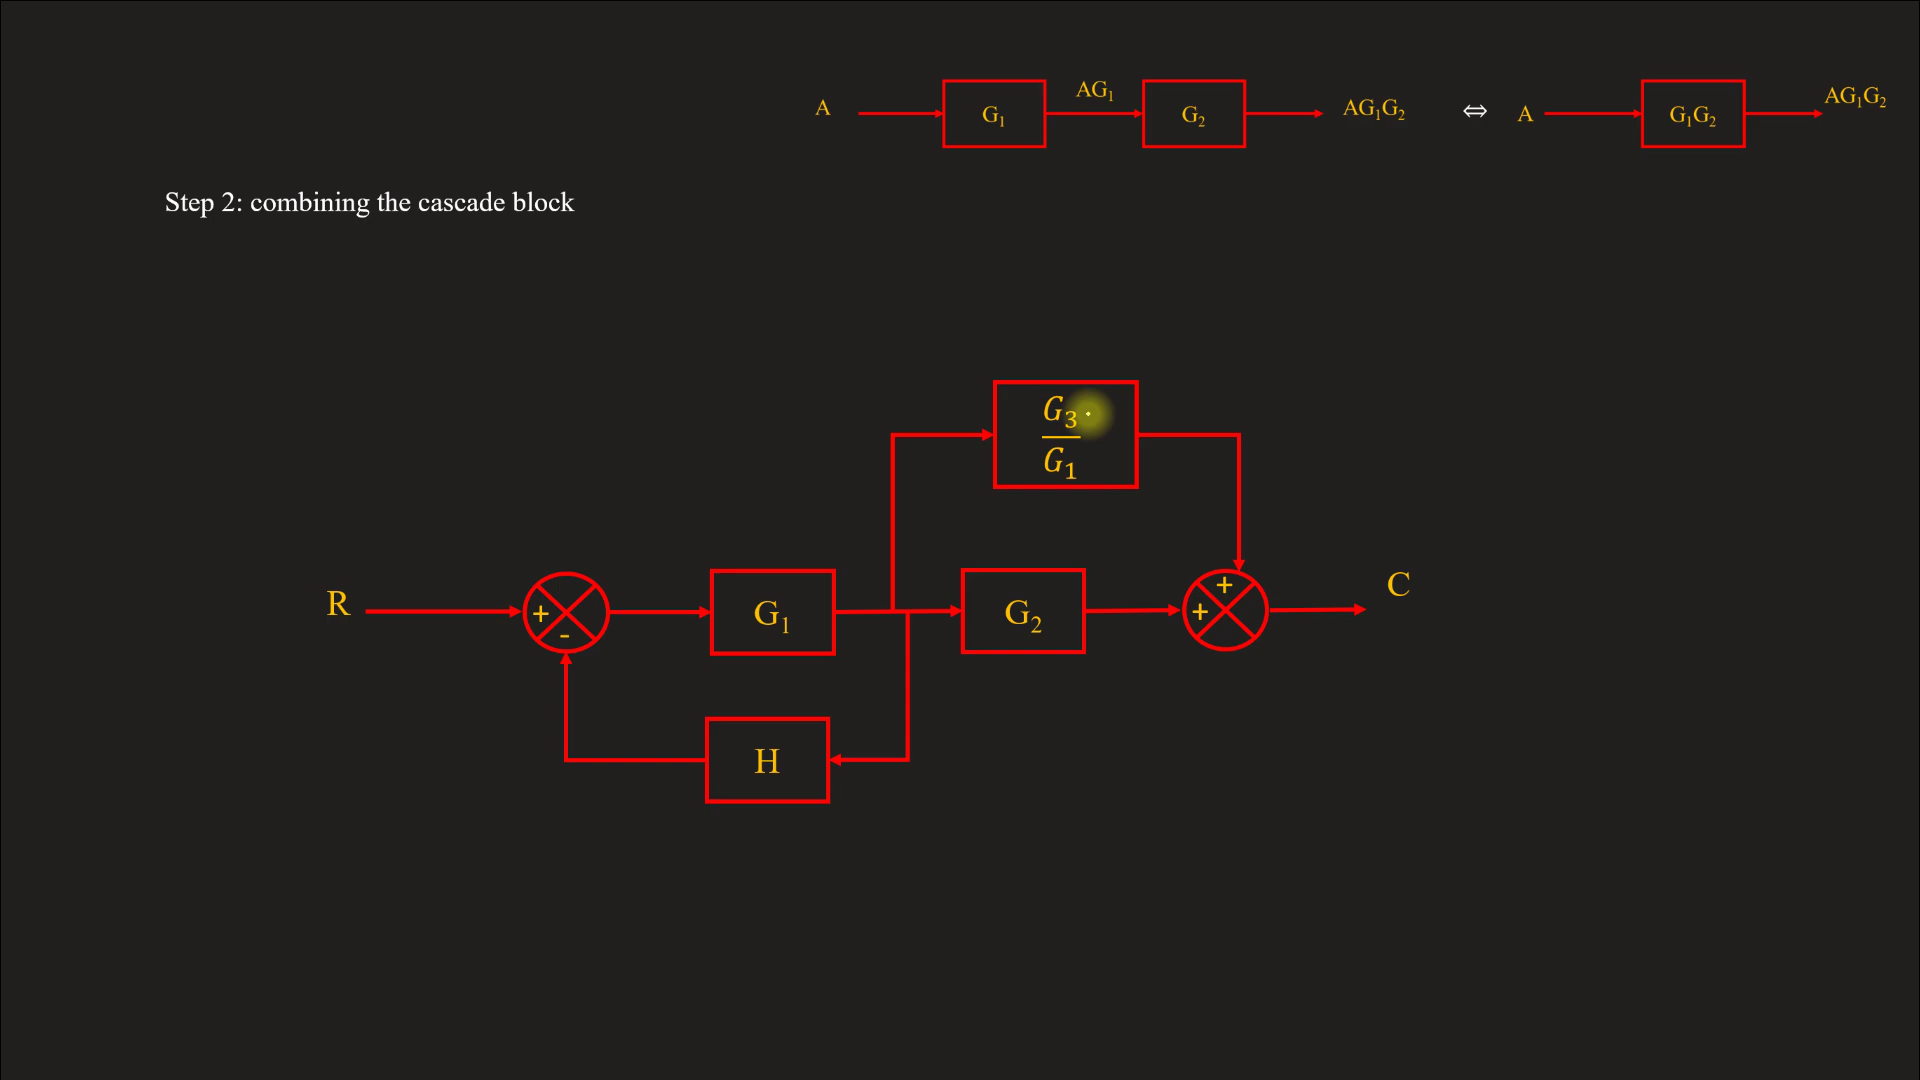 A G₁ AG₁ G₂ AG₁G₂ ⇔ A G₁G₂ AG₁G₂
Step 2: combining the cascade block
G₃
G₁
R + - G₁ G₂ + + C
H